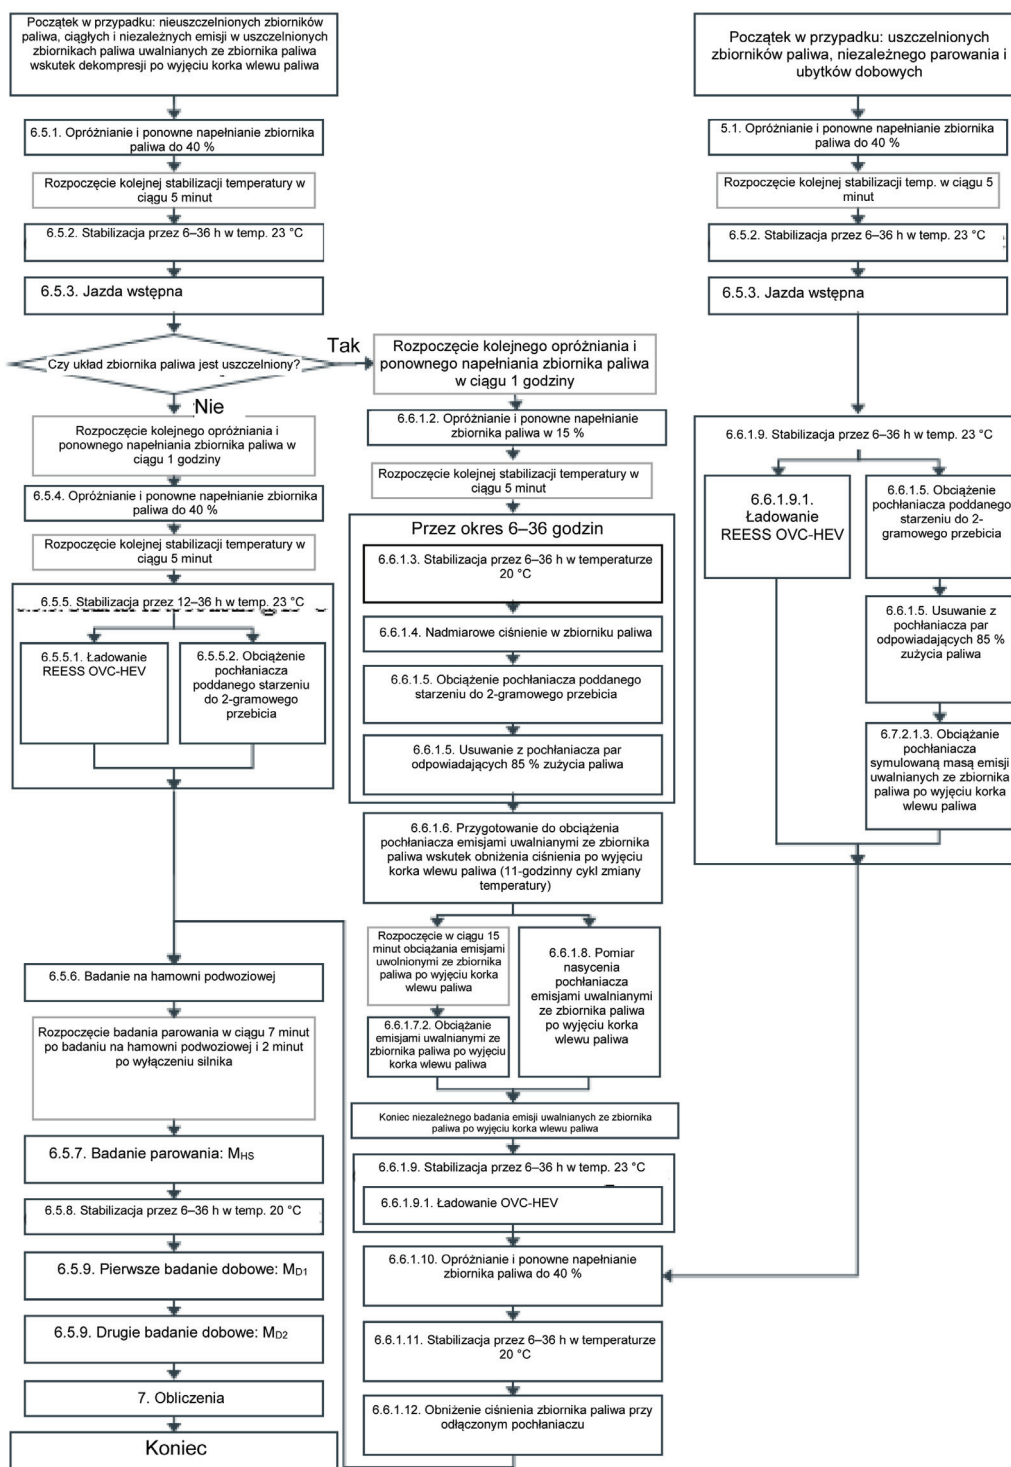 Początek w przypadku: nieuszczelnionych zbiorników
paliwa, ciągłych i niezależnych emisji w uszczelnionych
zbiornikach paliwa uwalnianych ze zbiornika paliwa
wskutek dekompresji po wyjęciu korka wlewu paliwa
6.5.1. Opróżnianie i ponowne napełnianie zbiornika
paliwa do 40 %
Rozpoczęcie kolejnej stabilizacji temperatury w
ciągu 5 minut
6.5.2. Stabilizacja przez 6–36 h w temp. 23 °C
6.5.3. Jazda wstępna
Czy układ zbiornika paliwa jest uszczelniony?
Tak
Nie
Rozpoczęcie kolejnego opróżniania i
ponownego napełniania zbiornika paliwa w
ciągu 1 godziny
6.5.4. Opróżnianie i ponowne napełnianie zbiornika
paliwa do 40 %
Rozpoczęcie kolejnej stabilizacji temperatury w
ciągu 5 minut
6.5.5. Stabilizacja przez 12–36 h w temp. 23 °C
6.5.5.1. Ładowanie
REESS OVC-HEV
6.5.5.2. Obciążenie
pochłaniacza
poddanego starzeniu
do 2-gramowego
przebicia
6.5.6. Badanie na hamowni podwoziowej
Rozpoczęcie badania parowania w ciągu 7 minut
po badaniu na hamowni podwoziowej i 2 minut
po wyłączeniu silnika
6.5.7. Badanie parowania: MHS
6.5.8. Stabilizacja przez 6–36 h w temp. 20 °C
6.5.9. Pierwsze badanie dobowe: MD1
6.5.9. Drugie badanie dobowe: MD2
7. Obliczenia
Koniec
Rozpoczęcie kolejnego opróżniania i
ponownego napełniania zbiornika paliwa
w ciągu 1 godziny
6.6.1.2. Opróżnianie i ponowne napełnianie
zbiornika paliwa w 15 %
Rozpoczęcie kolejnej stabilizacji temperatury w
ciągu 5 minut
Przez okres 6–36 godzin
6.6.1.3. Stabilizacja przez 6–36 h w temperaturze
20 °C
6.6.1.4. Nadmiarowe ciśnienie w zbiorniku paliwa
6.6.1.5. Obciążenie pochłaniacza poddanego starzeniu
do 2-gramowego przebicia
6.6.1.5. Usuwanie z pochłaniacza par
odpowiadających 85 % zużycia paliwa
6.6.1.6. Przygotowanie do obciążenia
pochłaniacza emisjami uwalnianymi ze zbiornika
paliwa wskutek obniżenia ciśnienia po wyjęciu
korka wlewu paliwa (11-godzinny cykl zmiany
temperatury)
Rozpoczęcie w ciągu 15
minut obciążania emisjami
uwolnionymi ze zbiornika
paliwa po wyjęciu korka
wlewu paliwa
6.6.1.7.2. Obciążanie
emisjami uwalnianymi ze
zbiornika paliwa po wyjęciu
korka wlewu paliwa
6.6.1.8. Pomiar
nasycenia
pochłaniacza
emisjami uwalnianymi
ze zbiornika paliwa
po wyjęciu korka
wlewu paliwa
Koniec niezależnego badania emisji uwalnianych ze zbiornika
paliwa po wyjęciu korka wlewu paliwa
6.6.1.9. Stabilizacja przez 6–36 h w temp. 23 °C
6.6.1.9.1. Ładowanie OVC-HEV
6.6.1.10. Opróżnianie i ponowne napełnianie
zbiornika paliwa do 40 %
6.6.1.11. Stabilizacja przez 6–36 h w temperaturze
20 °C
6.6.1.12. Obniżenie ciśnienia zbiornika paliwa przy
odłączonym pochłaniaczu
Początek w przypadku: uszczelnionych
zbiorników paliwa, niezależnego parowania i
ubytków dobowych
5.1. Opróżnianie i ponowne napełnianie zbiornika
paliwa do 40 %
Rozpoczęcie kolejnej stabilizacji temp. w ciągu 5
minut
6.5.2. Stabilizacja przez 6–36 h w temp. 23 °C
6.5.3. Jazda wstępna
6.6.1.9. Stabilizacja przez 6–36 h w temp. 23 °C
6.6.1.9.1.
Ładowanie
REESS OVC-HEV
6.6.1.5. Obciążenie
pochłaniacza poddanego
starzeniu do 2-
gramowego przebicia
6.6.1.5. Usuwanie z
pochłaniacza par
odpowiadających 85 %
zużycia paliwa
6.7.2.1.3. Obciążanie
pochłaniacza
symulowaną masą emisji
uwalnianych ze zbiornika
paliwa po wyjęciu korka
wlewu paliwa